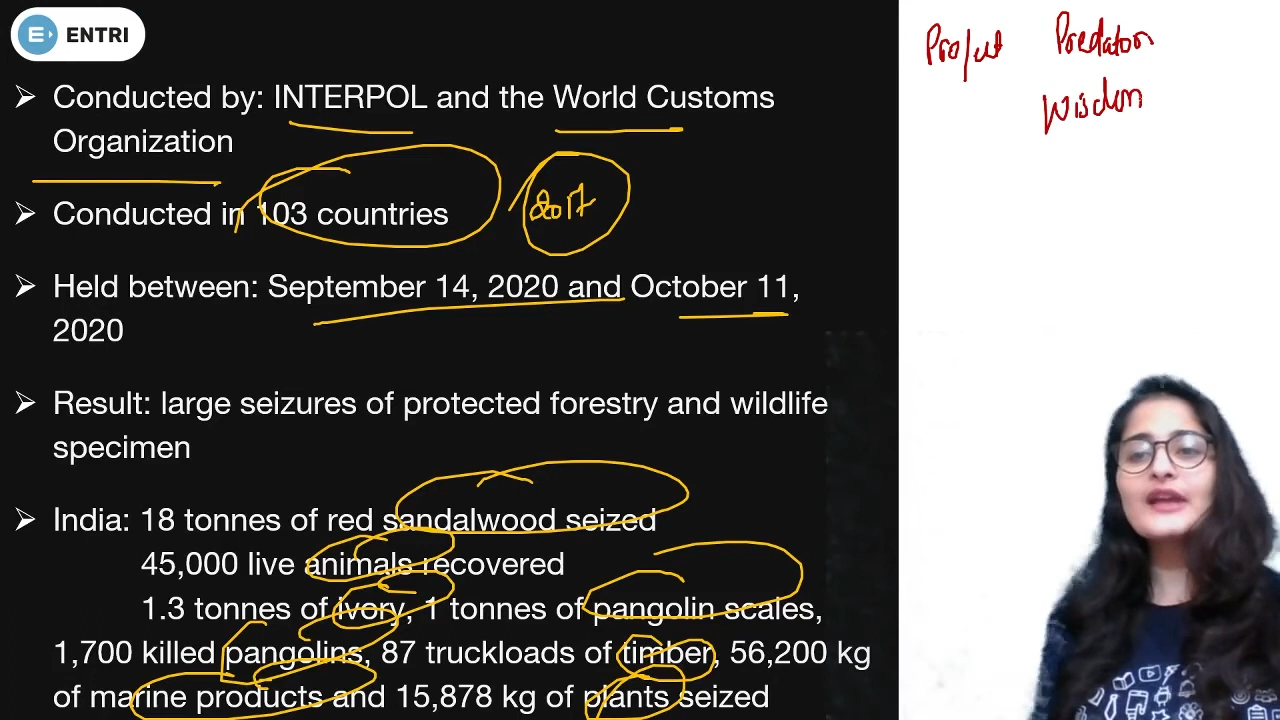 ENTRI
➢ Conducted by: INTERPOL and the World Customs
Organization
➢ Conducted in 103 countries
2017
➢ Held between: September 14, 2020 and October 11,
2020
➢ Result: large seizures of protected forestry and wildlife
specimen
➢ India: 18 tonnes of red sandalwood seized
45,000 live animals recovered
1.3 tonnes of ivory, 1 tonnes of pangolin scales,
1,700 killed pangolins, 87 truckloads of timber, 56,200 kg
of marine products and 15,878 kg of plants seized
Project Predator
Wisdom